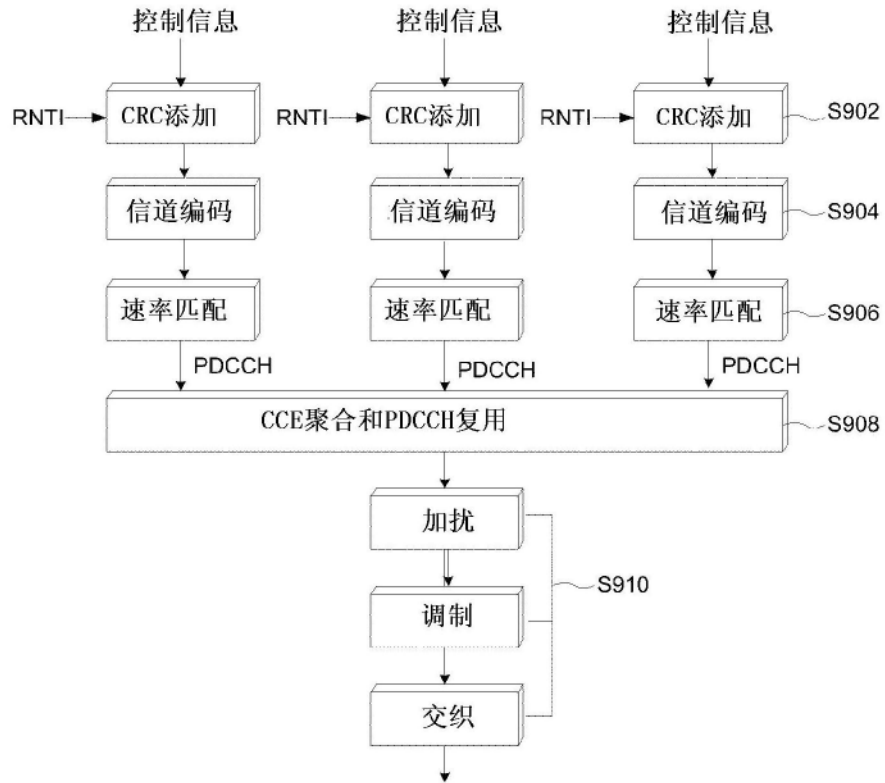 控制信息 控制信息 控制信息
RNTI CRC添加 RNTI CRC添加 RNTI CRC添加 S902
信道编码 信道编码 信道编码 S904
速率匹配 速率匹配 速率匹配 S906
PDCCH PDCCH PDCCH
CCE聚合和PDCCH复用 S908
加扰
S910
调制
交织